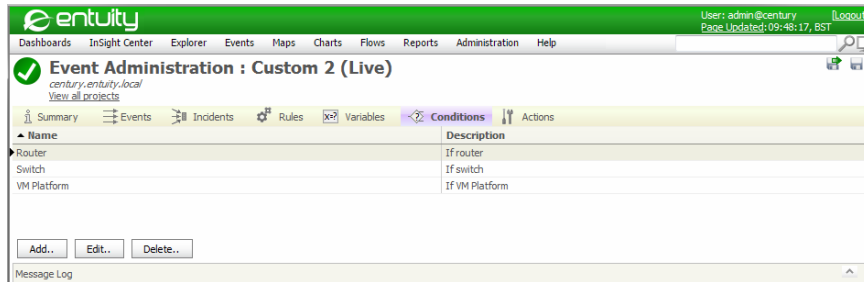 entuity
User: admin@century [Logout
Page Updated: 09:48:17, BST
Dashboards InSight Center Explorer Events Maps Charts Flows Reports Administration Help
Event Administration : Custom 2 (Live)
century.entuity.local
View all projects
Summary Events Incidents Rules x=? Variables ? Conditions Actions
Name Description
Router If router
Switch If switch
VM Platform If VM Platform
Add.. Edit.. Delete..
Message Log